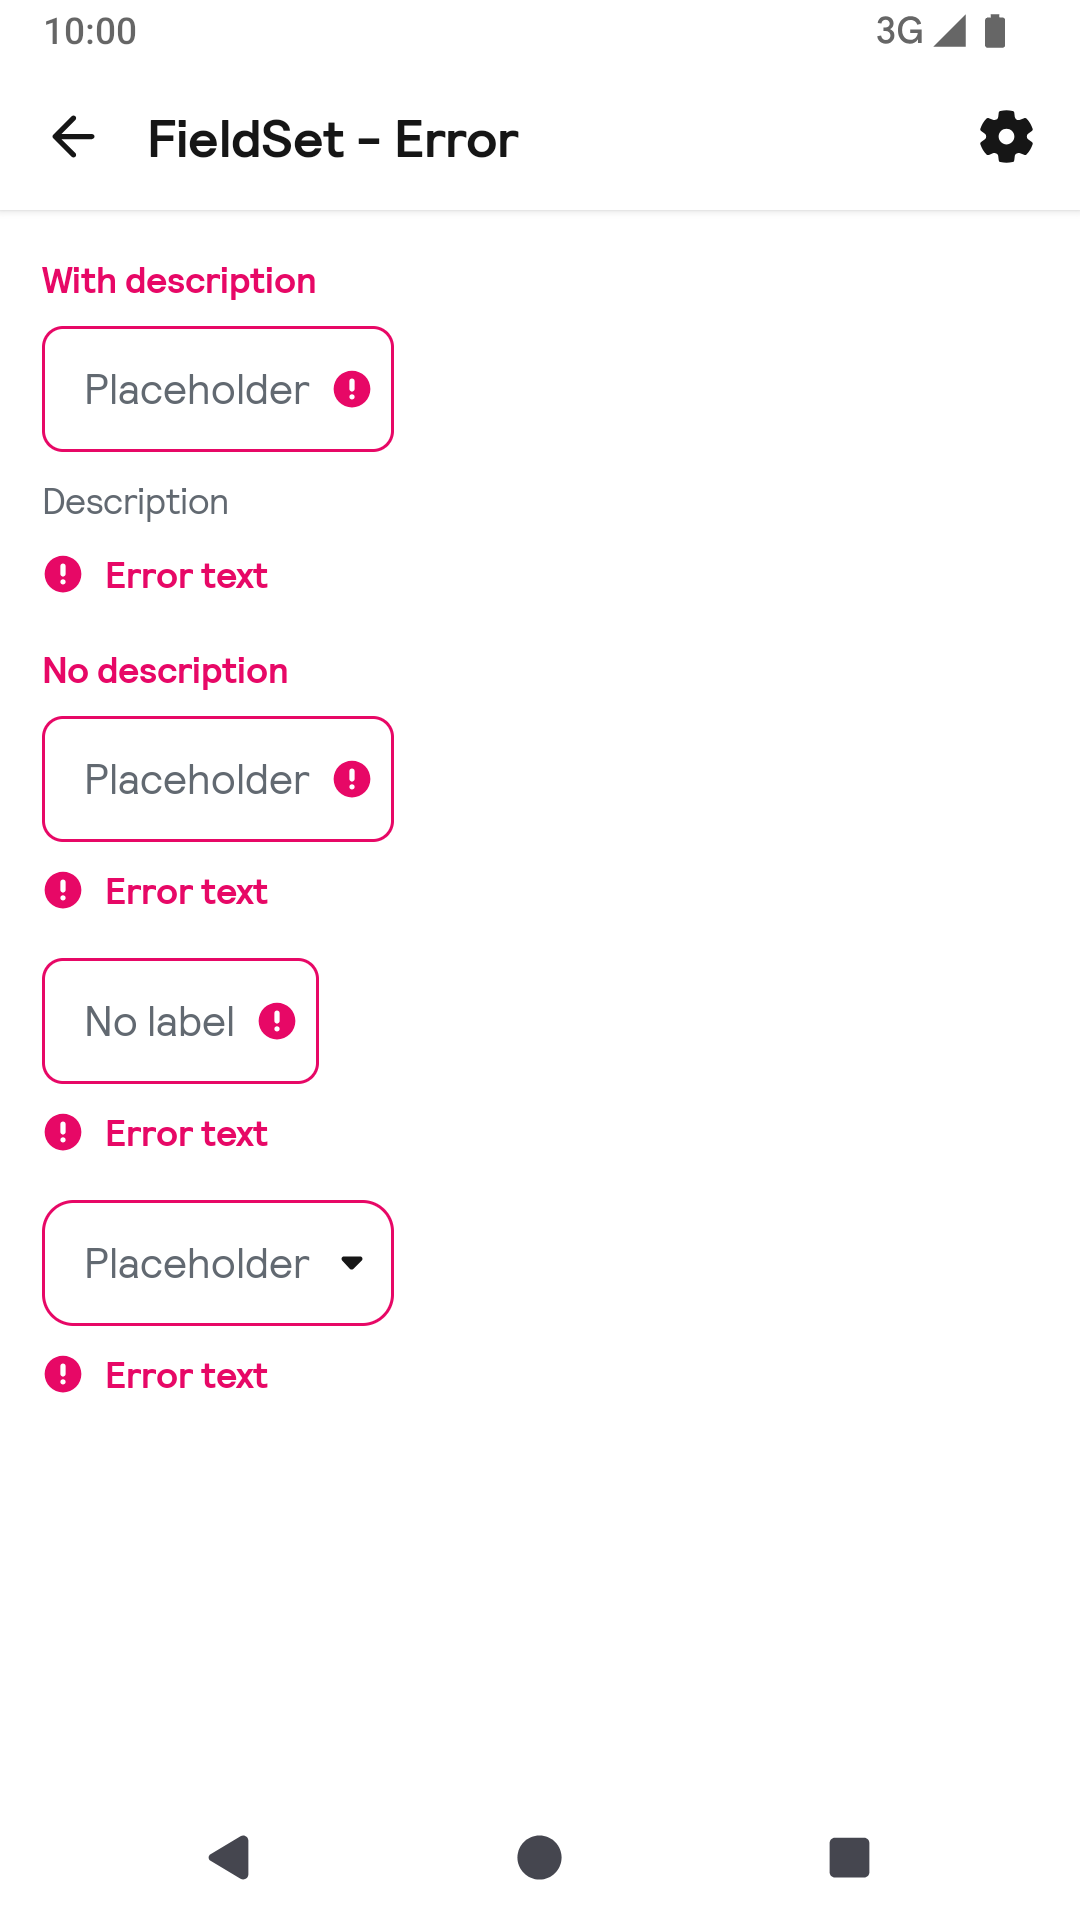 10:00 3G
FieldSet - Error
With description
Placeholder
Description
Error text
No description
Placeholder
Error text
No label
Error text
Placeholder
Error text